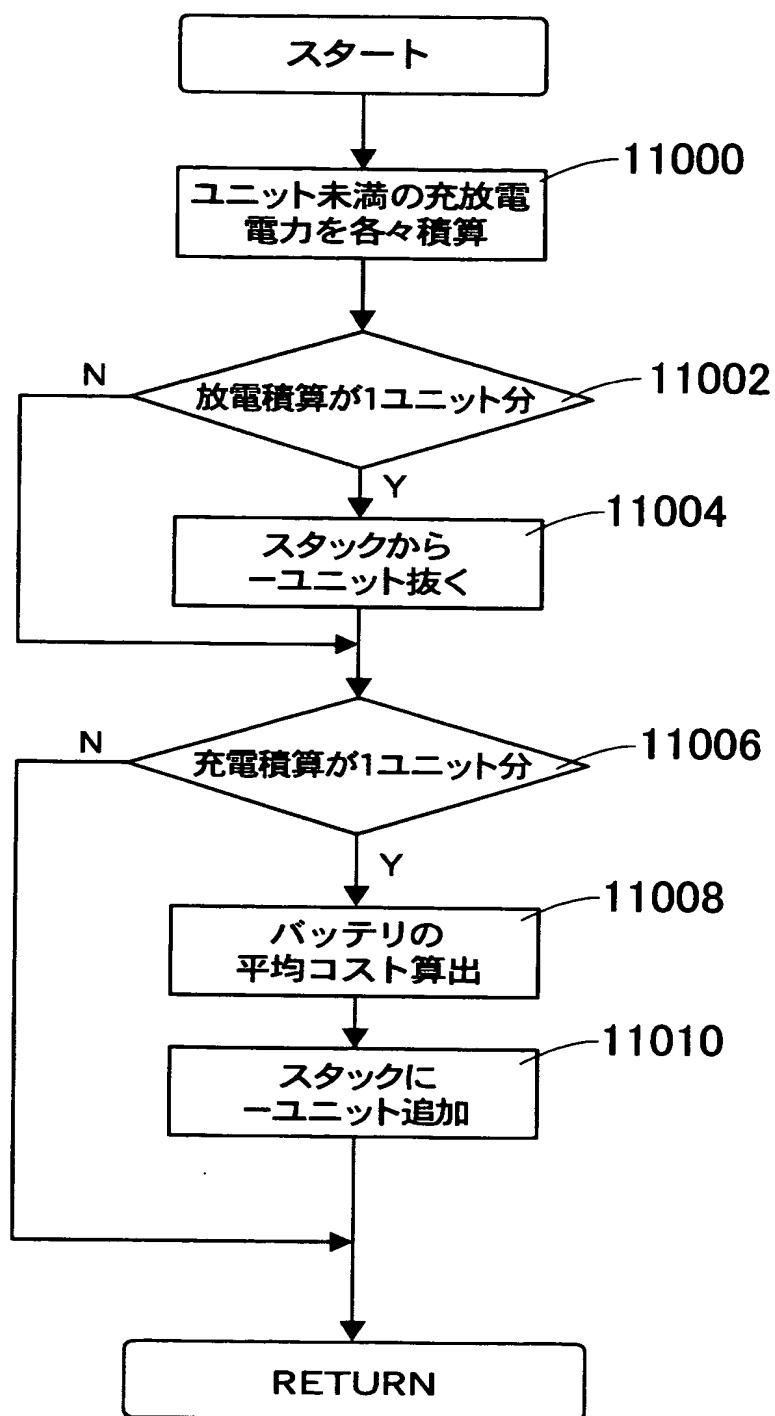 スタート
11000
ユニット未満の充放電
電力を各々積算
N
放電積算が1ユニット分
11002
Y
11004
スタックから
一ユニット抜く
N
充電積算が1ユニット分
11006
Y
11008
バッテリの
平均コスト算出
11010
スタックに
一ユニット追加
RETURN